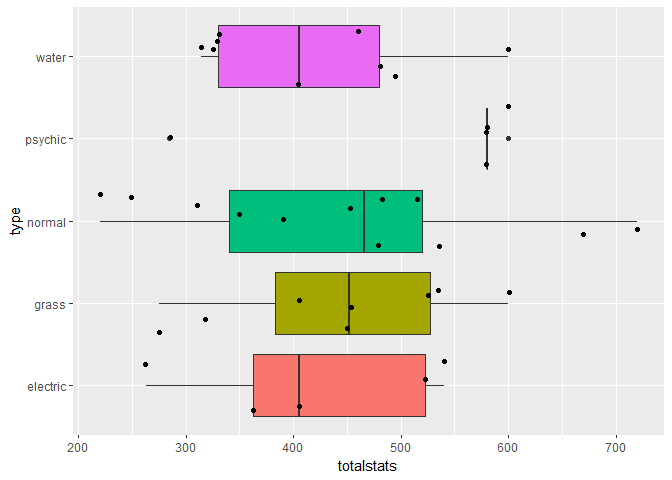 water
psychic
normal
grass
electric
type
200 300 400 500 600 700
totalstats